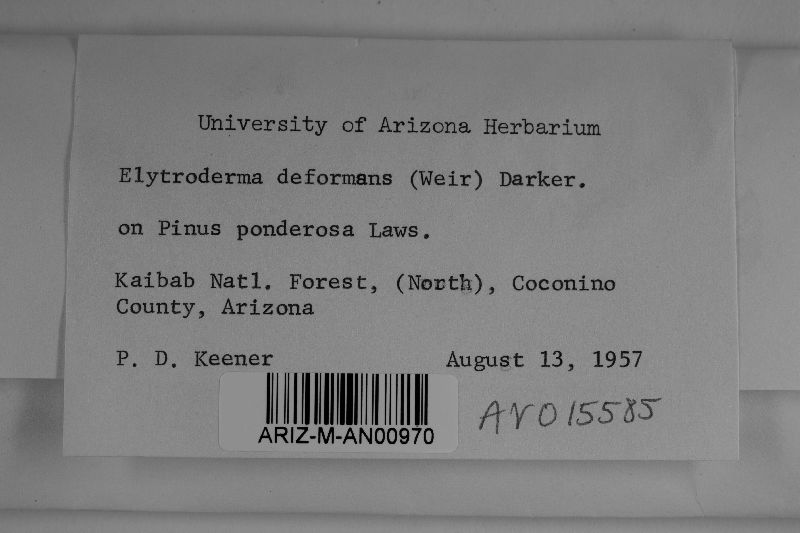 University of Arizona Herbarium
Elytroderma deformans (Weir) Darker.
on Pinus ponderosa Laws.
Kaibab Natl. Forest, (North), Coconino
County, Arizona
P. D. Keener August 13, 1957
ARIZ-M-AN00970
AV015585